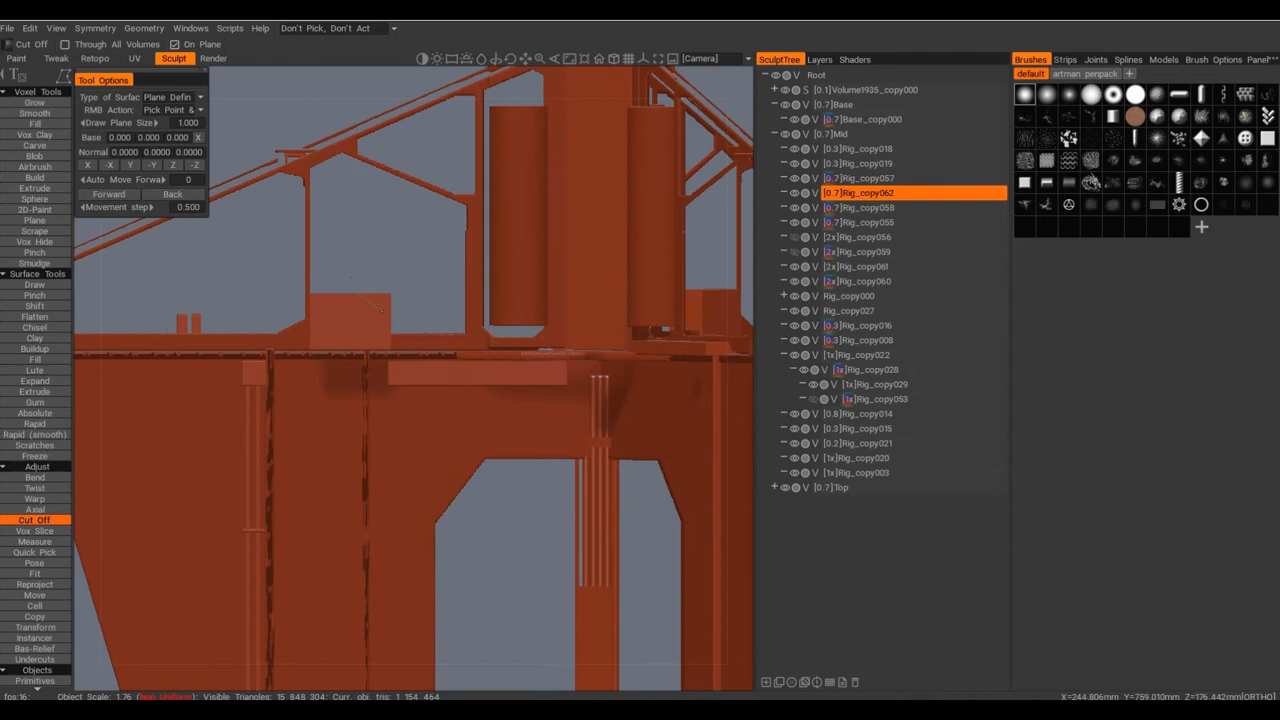 File Edit View Symmetry Geometry Windows Scripts Help Don't Pick, Don't Act
Cut Off Through All Volumes On Plane
Paint Tweak Retopo UV Sculpt Render [Camera]
SculptTree Layers Shaders
Brushes Strips Joints Splines Models Brush Options Panel
default artman penpack
Tool Options
Type of Surfac Plane Defin
RMB Action: Pick Point &
Draw Plane Size 1.000
Base 0.000 0.000 0.000 X
Normal 0.0000 0.0000 0.0000
X -X Y -Y Z -Z
Auto Move Forwa 0
Forward Back
Movement step 0.500
Voxel Tools
Grow
Smooth
Fill
Vox Clay
Carve
Blob
Airbrush
Build
Extrude
Sphere
2D-Paint
Plane
Scrape
Vox Hide
Pinch
Smudge
Surface Tools
Draw
Pinch
Shift
Flatten
Chisel
Clay
Buildup
Fill
Lute
Expand
Extrude
Gum
Absolute
Rapid
Rapid (smooth)
Scratches
Freeze
Adjust
Bend
Twist
Warp
Axial
Cut Off
Vox Slice
Measure
Quick Pick
Pose
Fit
Reproject
Move
Cell
Copy
Transform
Instancer
Bas-Relief
Undercuts
Objects
Primitives
Root
S [0.1]Volume1935_copy000
V [0.7]Base
V [0.7]Base_copy000
V [0.7]Mid
V [0.3]Rig_copy018
V [0.3]Rig_copy019
V [0.7]Rig_copy057
V [0.7]Rig_copy062
V [0.7]Rig_copy058
V [0.7]Rig_copy055
V [2x]Rig_copy056
V [2x]Rig_copy059
V [2x]Rig_copy061
V [2x]Rig_copy060
V Rig_copy000
V Rig_copy027
V [0.3]Rig_copy016
V [0.3]Rig_copy008
V [1x]Rig_copy022
V [1x]Rig_copy028
V [1x]Rig_copy029
V [1x]Rig_copy053
V [0.8]Rig_copy014
V [0.3]Rig_copy015
V [0.2]Rig_copy021
V [1x]Rig_copy020
V [1x]Rig_copy003
V [0.7]Top
fps:16; Object Scale: 1.76 (Non Uniform); Visible Triangles: 15 848 304; Curr. obj. tris: 1 154 464
X=244.806mm Y=759.010mm Z=176.442mm[ORTHO]